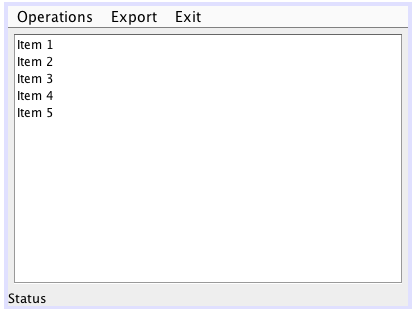 Operations Export Exit
Item 1
Item 2
Item 3
Item 4
Item 5
Status